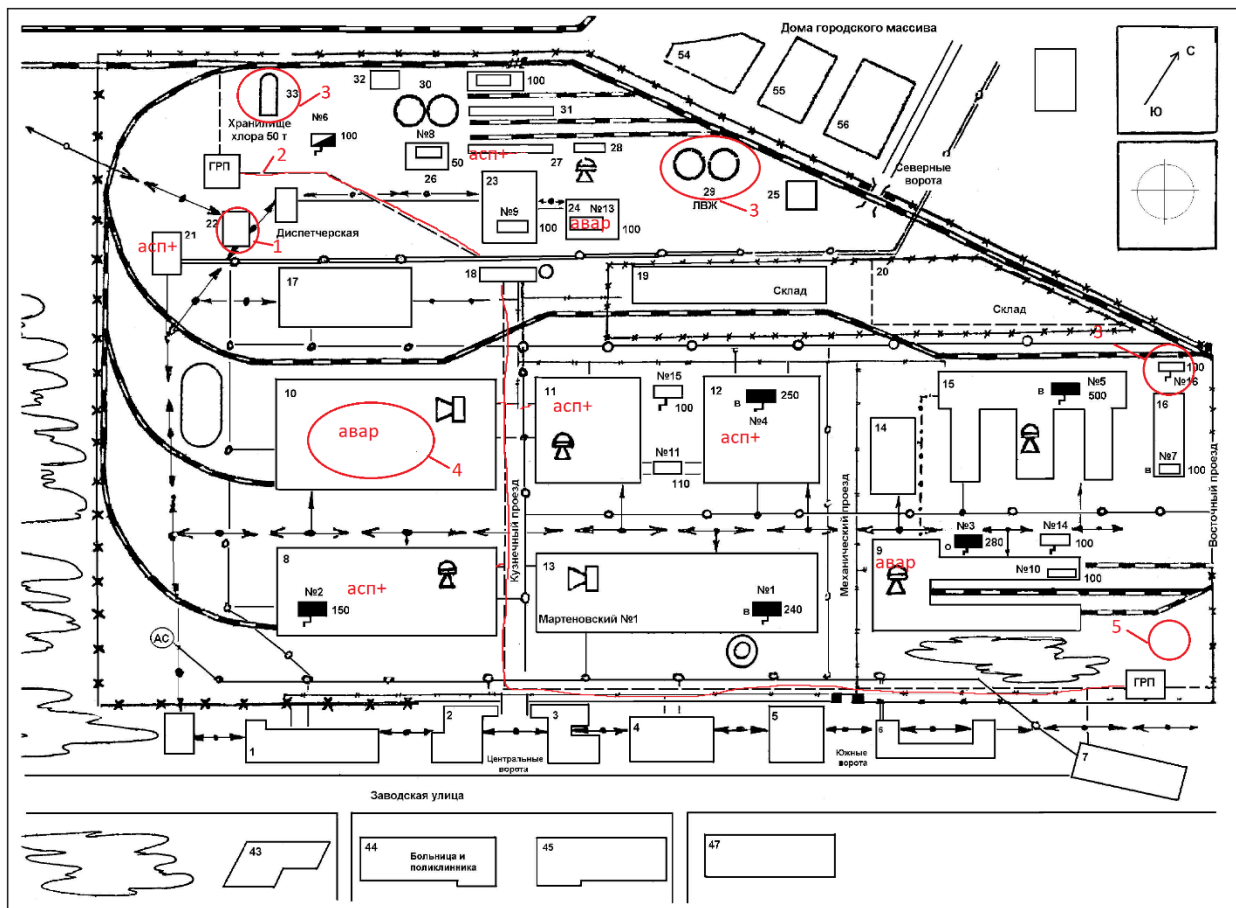 Дома городского массива
С
Ю
54
55
56
32
30
100
31
33
3
Хранилище
хлора 50 т
№6
100
№8
50
26
асп+
27
28
ГРП
2
29
ЛВЖ
3
25
Северные
ворота
23
№9
100
24
№13
авар
100
22
1
Диспетчерская
21
асп+
17
18
19
Склад
20
Склад
3
100
№16
10
авар
4
11
асп+
№15
100
№11
110
12
в
250
№4
асп+
14
15
в
№5
500
16
№7
в
100
Кузнечный проезд
Механический проезд
Восточный проезд
8
№2
150
асп+
13
Мартеновский №1
№1
в
240
9
авар
№3
о
280
№14
100
№10
100
5
АС
ГРП
1
2
3
4
5
6
7
Центральные
ворота
Южные
ворота
Заводская улица
43
44
Больница и
поликлинника
45
47